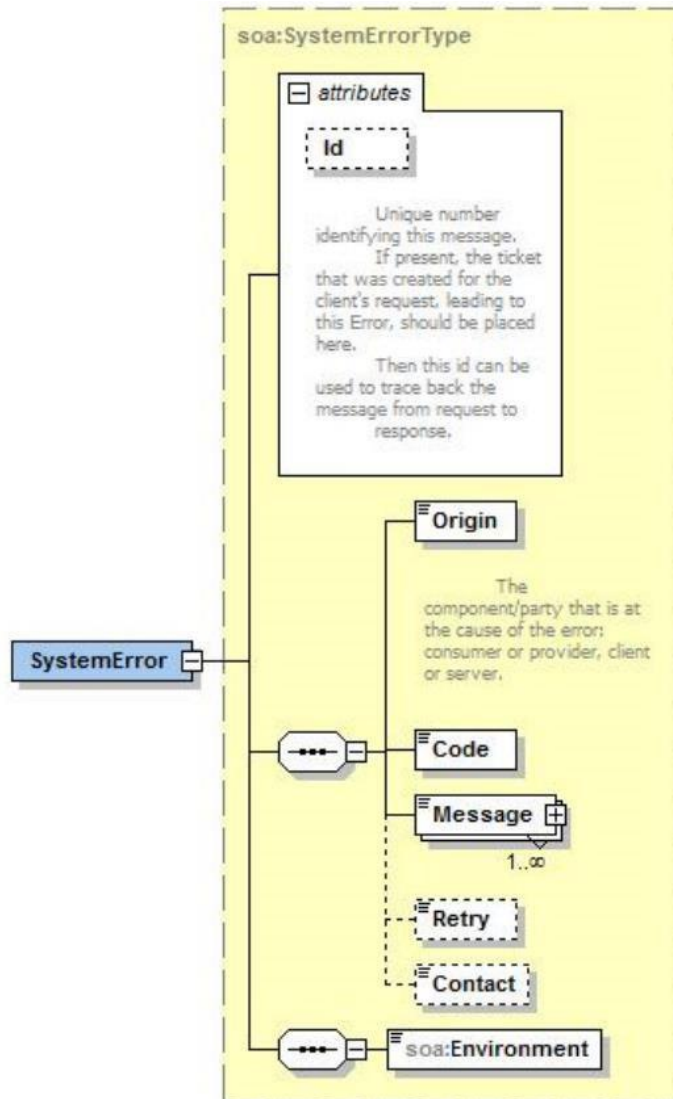 soa:SystemErrorType
attributes
Id
Unique number
identifying this message.
If present, the ticket
that was created for the
client's request, leading to
this Error, should be placed
here.
Then this id can be
used to trace back the
message from request to
response.
Origin
The
component/party that is at
the cause of the error:
consumer or provider, client
or server.
SystemError
Code
Message
1..∞
Retry
Contact
soa:Environment